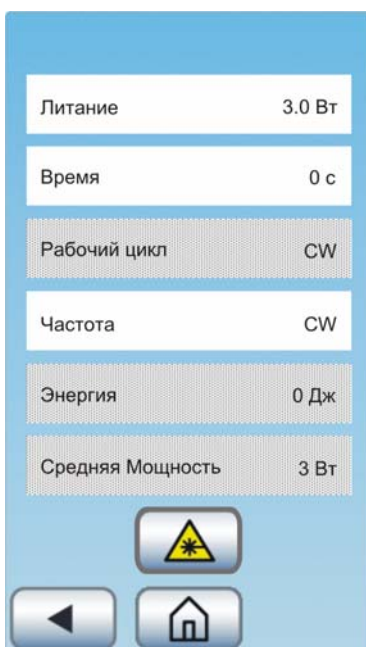 Литание 3.0 Вт
Время 0 с
Рабочий цикл CW
Частота CW
Энергия 0 Дж
Средняя Мощность 3 Вт